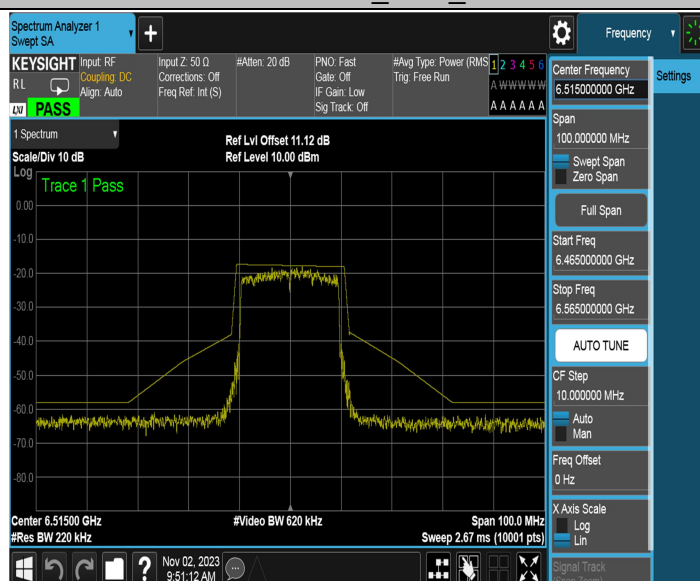 Spectrum Analyzer 1
Swept SA
+
Frequency
KEYSIGHT
RL
LXI PASS
Input: RF
Coupling: DC
Align: Auto
Input Z: 50 Ω
Corrections: Off
Freq Ref: Int (S)
#Atten: 20 dB
PNO: Fast
Gate: Off
IF Gain: Low
Sig Track: Off
#Avg Type: Power (RMS
Trig: Free Run
1 2 3 4 5 6
A W W W W W
A A A A A A
1 Spectrum
Scale/Div 10 dB
Ref Lvl Offset 11.12 dB
Ref Level 10.00 dBm
Log
Trace 1 Pass
0.00
-10.0
-20.0
-30.0
-40.0
-50.0
-60.0
-70.0
-80.0
Center 6.51500 GHz
#Video BW 620 kHz
Span 100.0 MHz
#Res BW 220 kHz
Sweep 2.67 ms (10001 pts)
Nov 02, 2023
9:51:12 AM
?
Center Frequency
6.515000000 GHz
Settings
Span
100.000000 MHz
Swept Span
Zero Span
Full Span
Start Freq
6.465000000 GHz
Stop Freq
6.565000000 GHz
AUTO TUNE
CF Step
10.000000 MHz
Auto
Man
Freq Offset
0 Hz
X Axis Scale
Log
Lin
Signal Track
(Span Zoom)